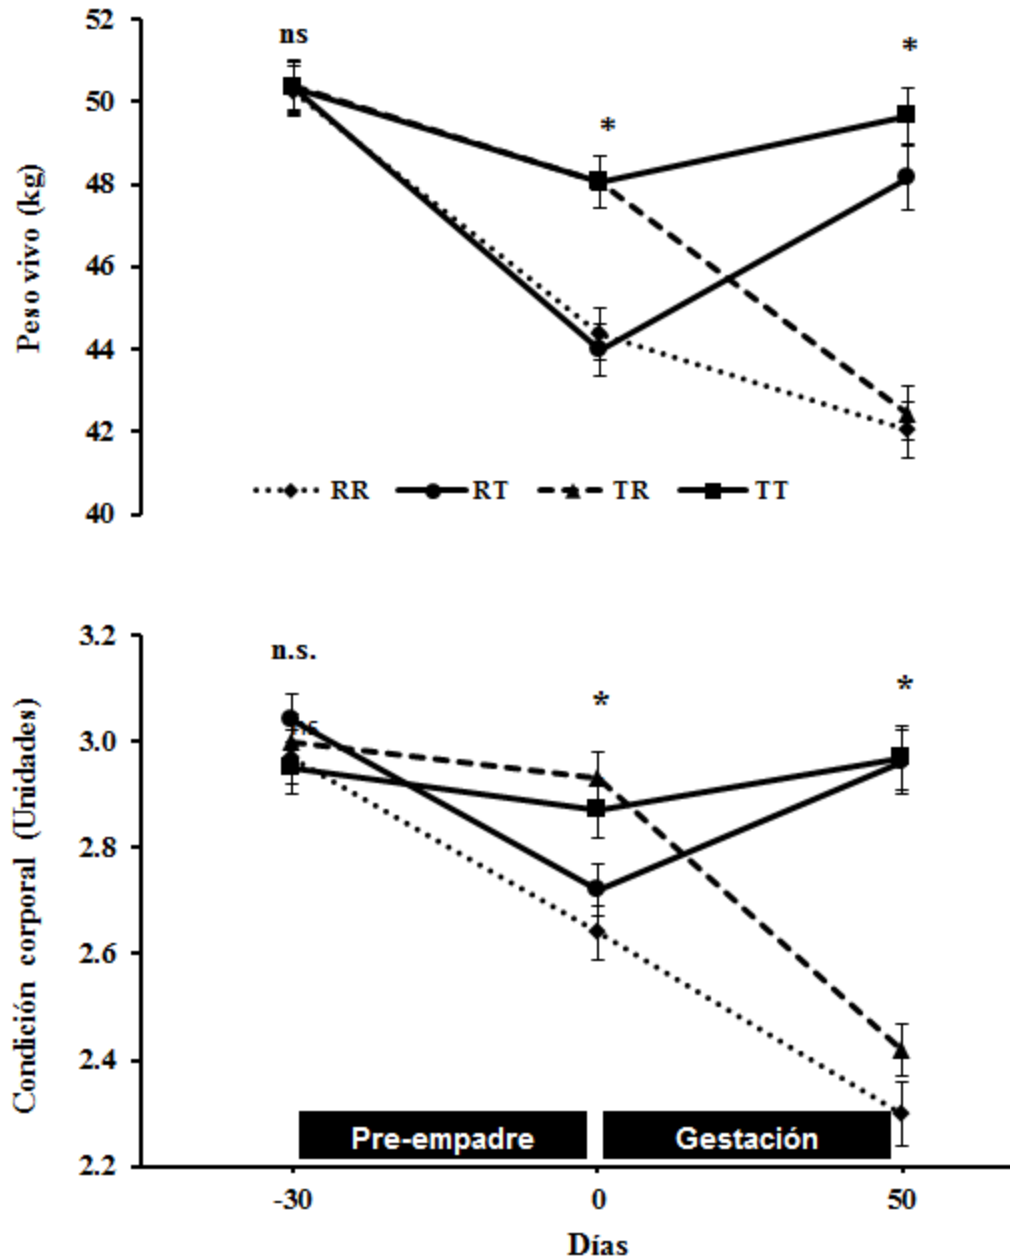 52
50
48
46
44
42
40
Peso vivo (kg)
ns
*
*
RR RT TR TT
3.2
3.0
2.8
2.6
2.4
2.2
Condición corporal (Unidades)
n.s.
*
*
Pre-empadre Gestación
-30 0 50
Días